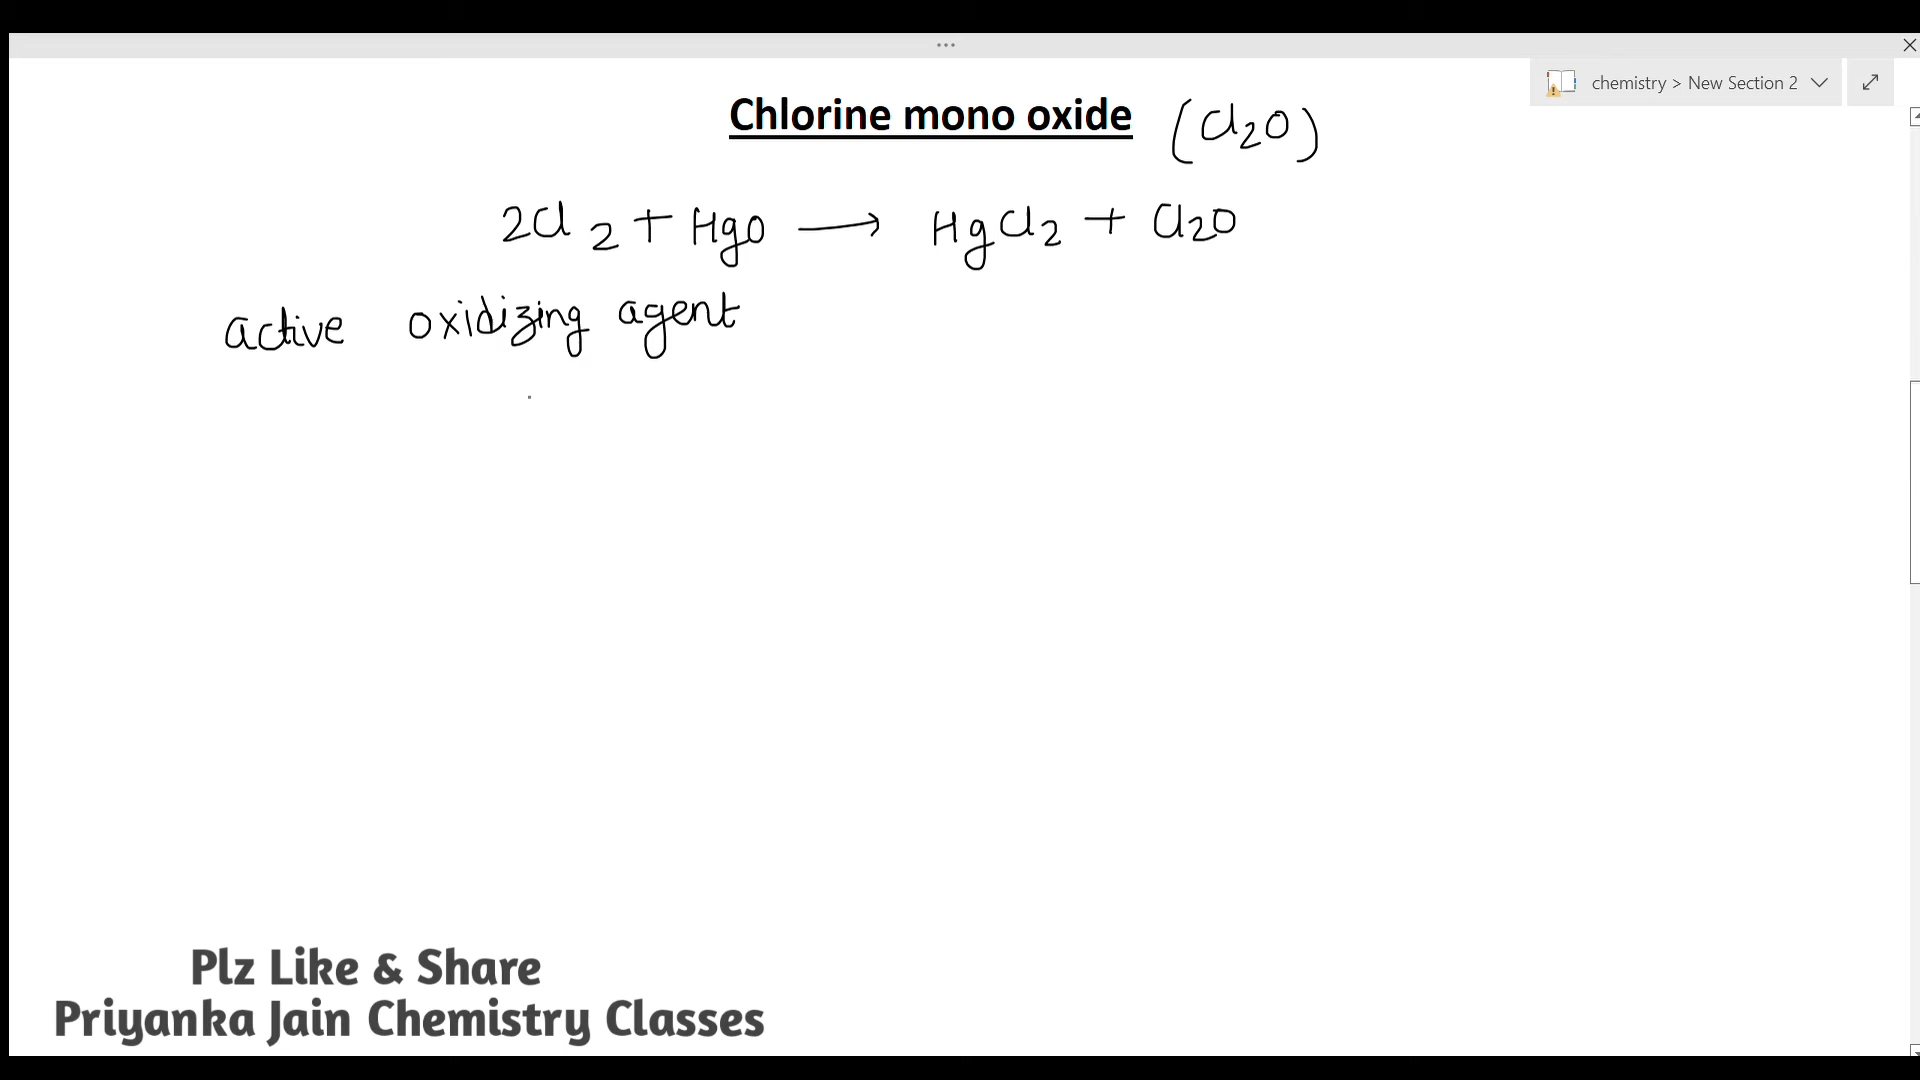 chemistry > New Section 2
Chlorine mono oxide (Cl2O)
2Cl2 + HgO → HgCl2 + Cl2O
active oxidizing agent
Plz Like & Share
Priyanka Jain Chemistry Classes